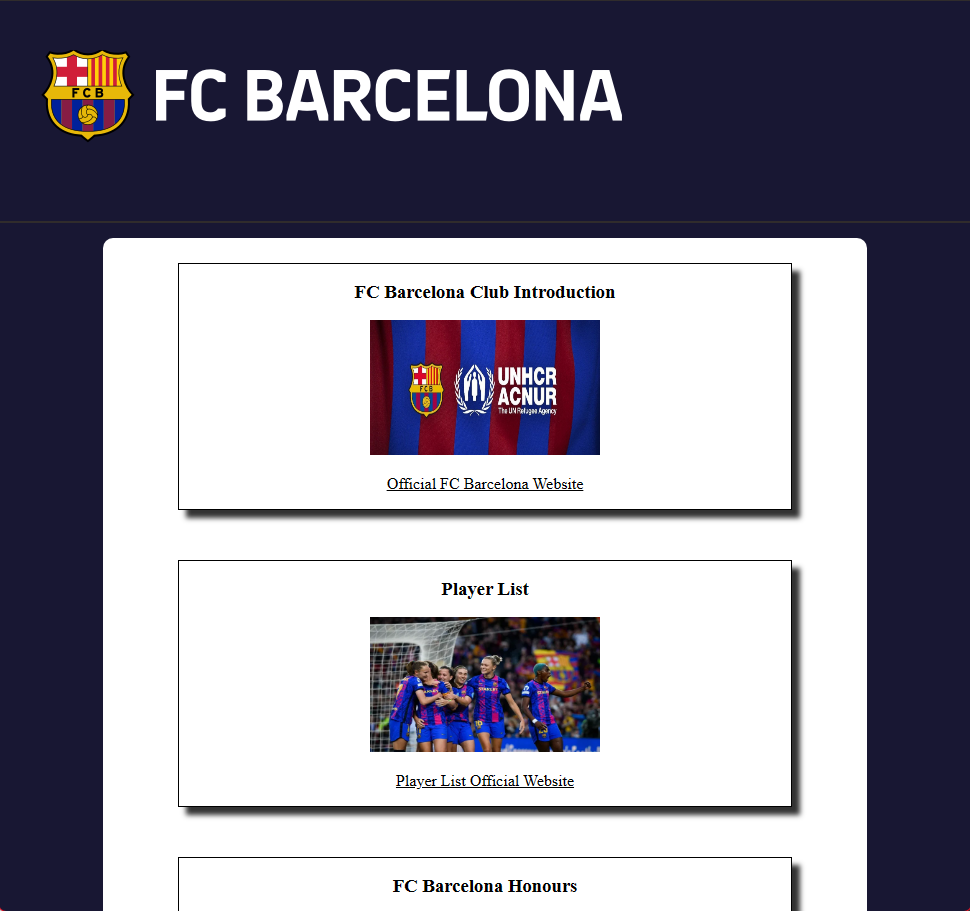 FCB
FC BARCELONA
FC Barcelona Club Introduction
FCB
UNHCR
ACNUR
The UN Refugee Agency
Official FC Barcelona Website
Player List
Player List Official Website
FC Barcelona Honours